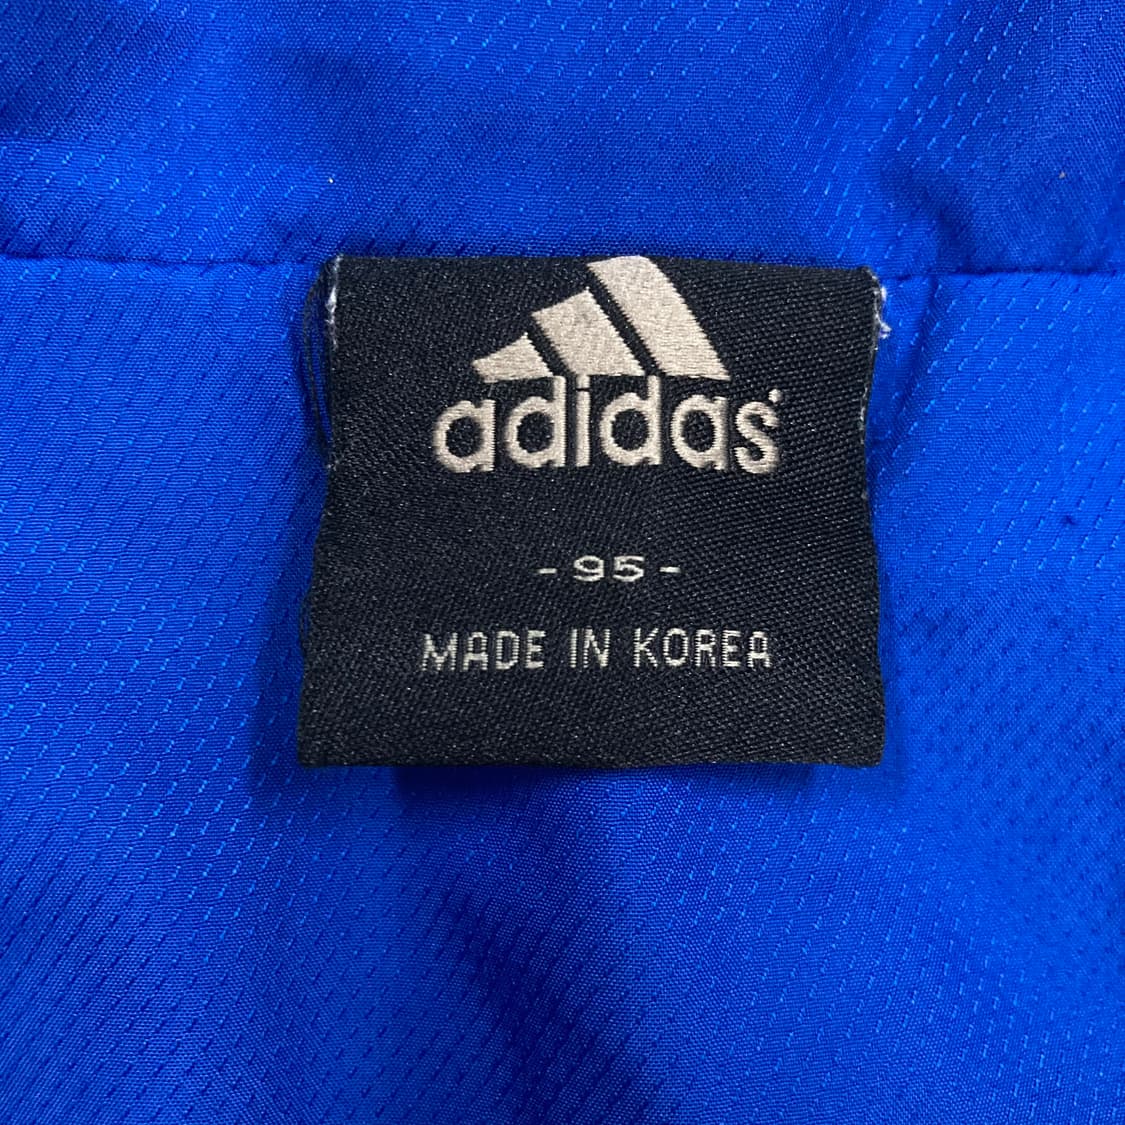 adidas
- 95 -
MADE IN KOREA